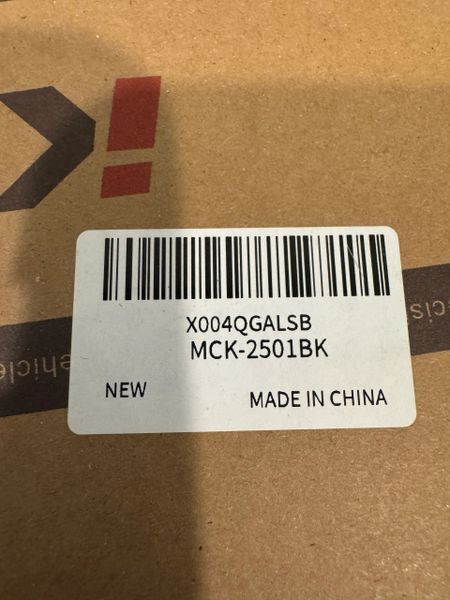 X004QGALSB
MCK-2501BK
NEW
MADE IN CHINA